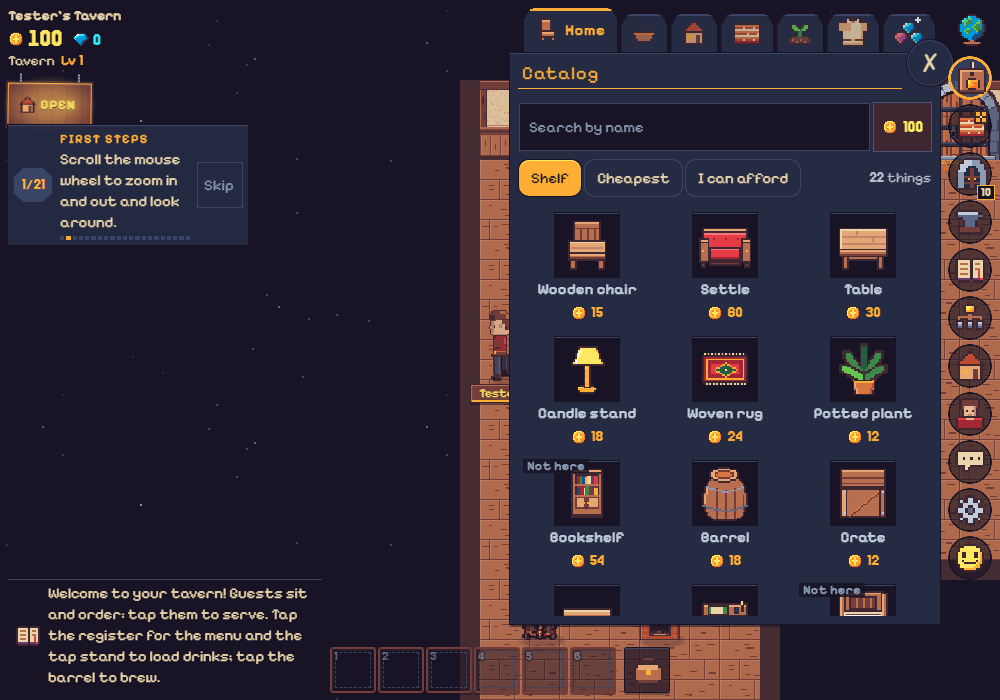 Tester's Tavern
100 0
Tavern Lv 1
OPEN
FIRST STEPS
1/21
Scroll the mouse
wheel to zoom in
and out and look
around.
Skip
Home
X
Catalog
Search by name
100
Shelf
Cheapest
I can afford
22 things
10
Wooden chair
Settle
Table
15
80
30
Candle stand
Woven rug
Potted plant
18
24
12
Not here
Bookshelf
Barrel
Crate
54
18
12
Not here
Welcome to your tavern! Guests sit
and order: tap them to serve. Tap
the register for the menu and the
tap stand to load drinks; tap the
barrel to brew.
1 2 3 4 5 6